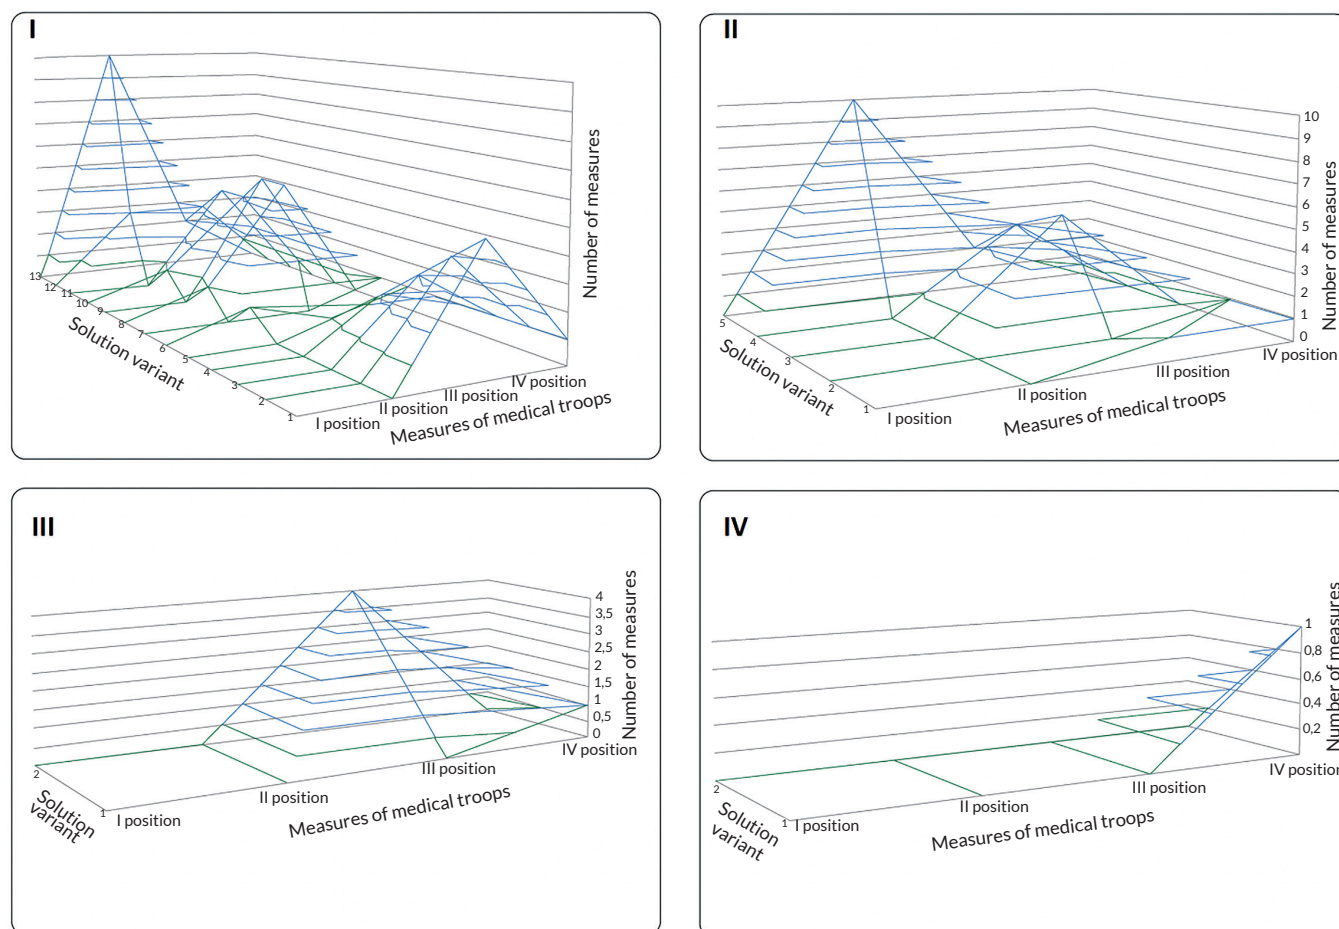 I
Number of measures
13
12
11
10
9
8
7
6
5
4
3
2
1
Solution variant
I position
II position
III position
IV position
Measures of medical troops
II
10
9
8
7
6
5
4
3
2
1
0
Number of measures
5
4
3
2
1
Solution variant
I position
II position
III position
IV position
Measures of medical troops
III
4
3,5
3
2,5
2
1,5
1
0,5
0
Number of measures
2
1
Solution
variant
I position
II position
III position
IV position
Measures of medical troops
IV
1
0,8
0,6
0,4
0,2
Number of measures
2
1
Solution
variant
I position
II position
III position
IV position
Measures of medical troops